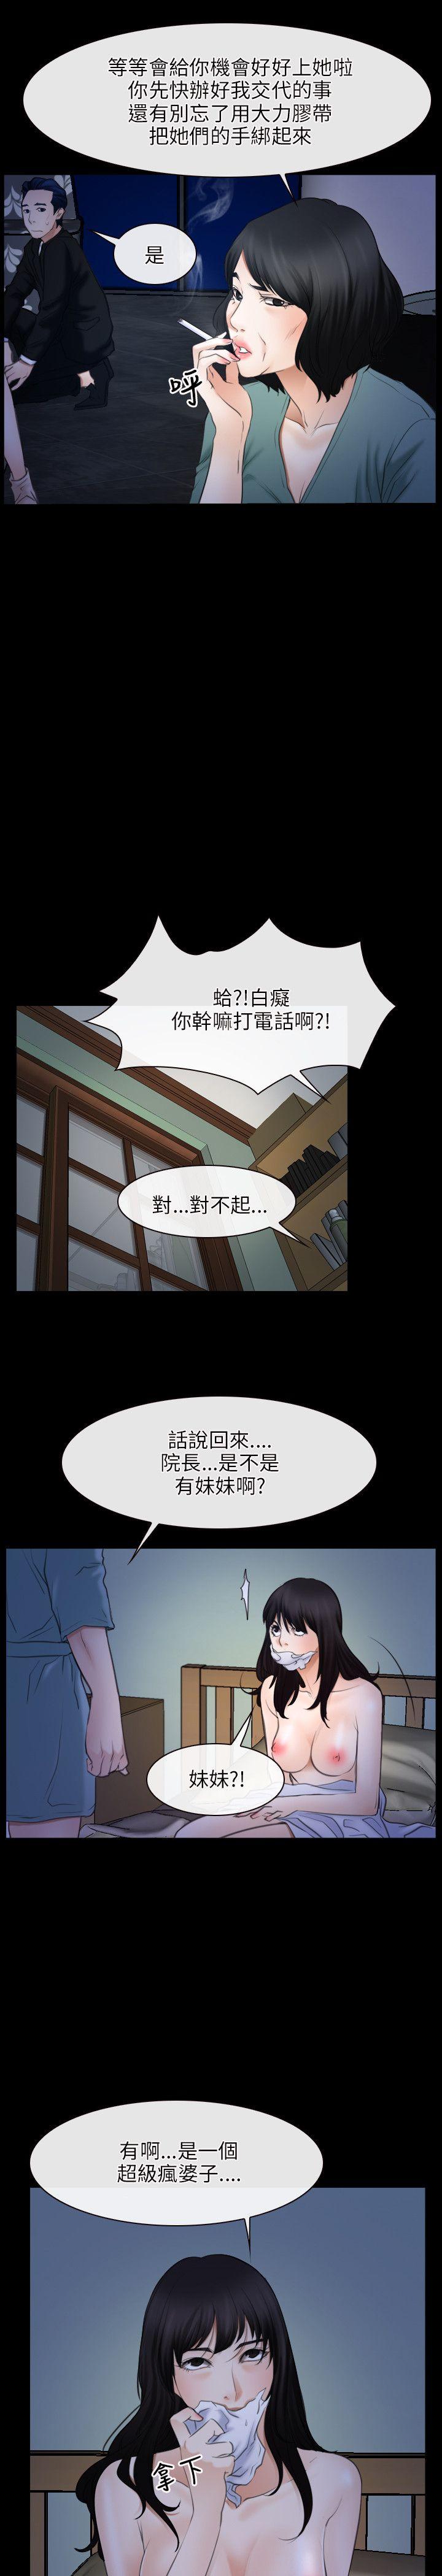 等等會給你機會好好上她啦
你先快辦好我交代的事
還有別忘了用大力膠帶
把她們的手綁起來
是
呼
蛤?!白癡
你幹嘛打電話啊?!
對...對不起...
話說回來....
院長...是不是
有妹妹啊?
妹妹?!
有啊...是一個
超級瘋婆子....
拿下